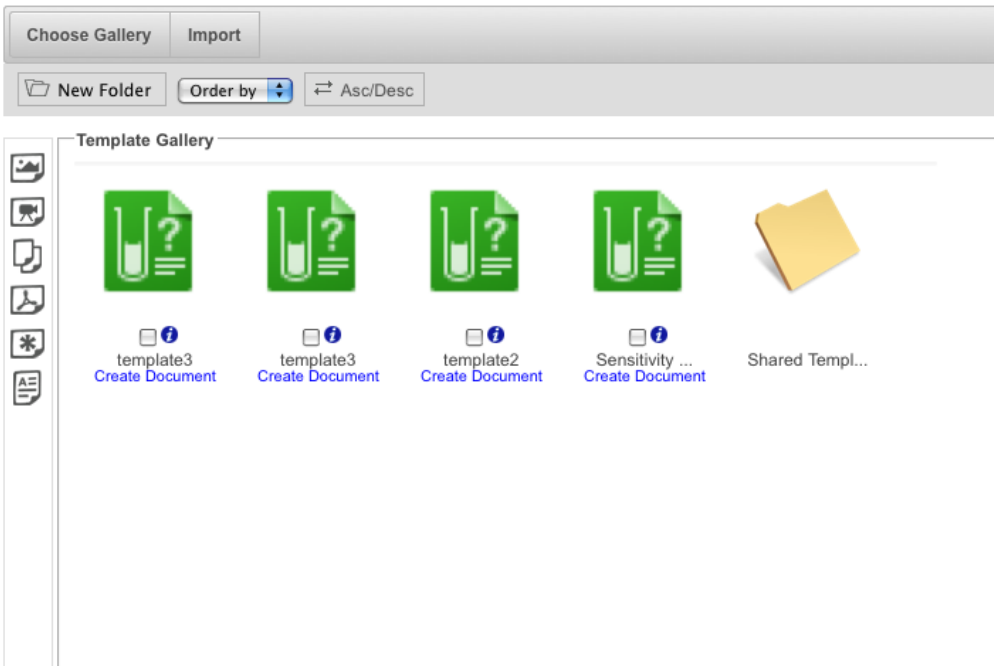 Choose Gallery Import
New Folder Order by Asc/Desc
Template Gallery
template3 template3 template2 Sensitivity ... Shared Templ...
Create Document Create Document Create Document Create Document